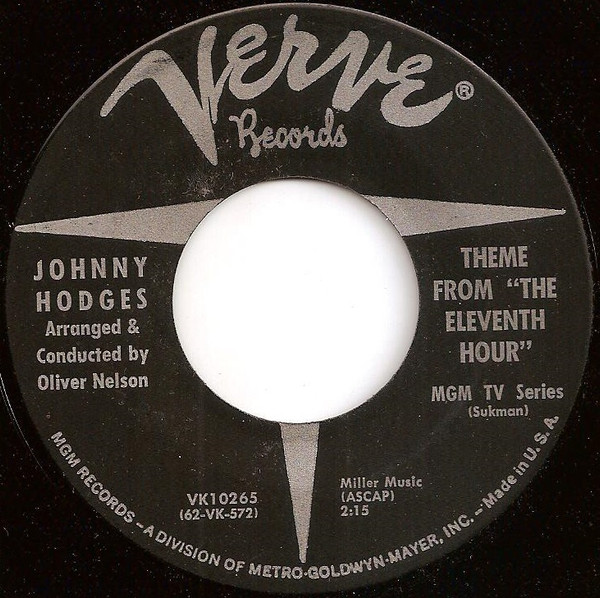 Verve®
Records
JOHNNY
HODGES
Arranged &
Conducted by
Oliver Nelson
THEME
FROM "THE
ELEVENTH
HOUR"
MGM TV Series
(Sukman)
VK10265
(62-VK-572)
Miller Music
(ASCAP)
2:15
MGM RECORDS – A DIVISION OF METRO-GOLDWYN-MAYER, INC. – Made in U.S.A.